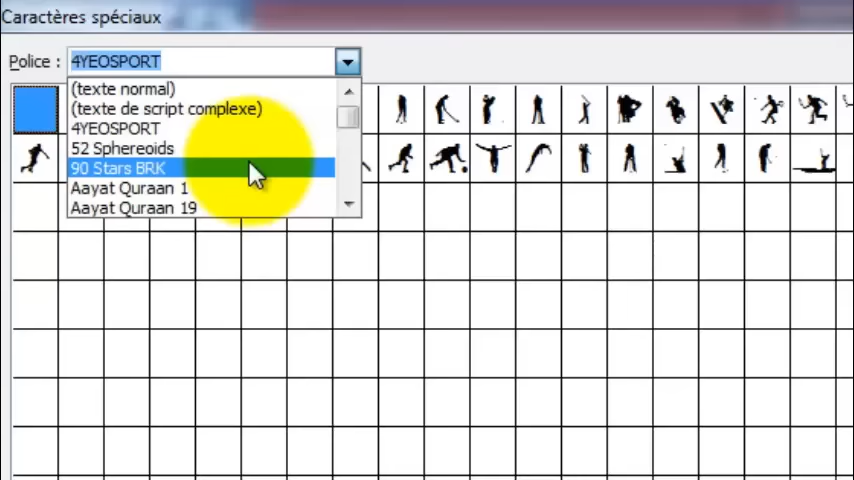 Caractères spéciaux
Police : 4YEOSPORT
(texte normal)
(texte de script complexe)
4YEOSPORT
52 Sphereoids
90 Stars BRK
Aayat Quraan 1
Aayat Quraan 19